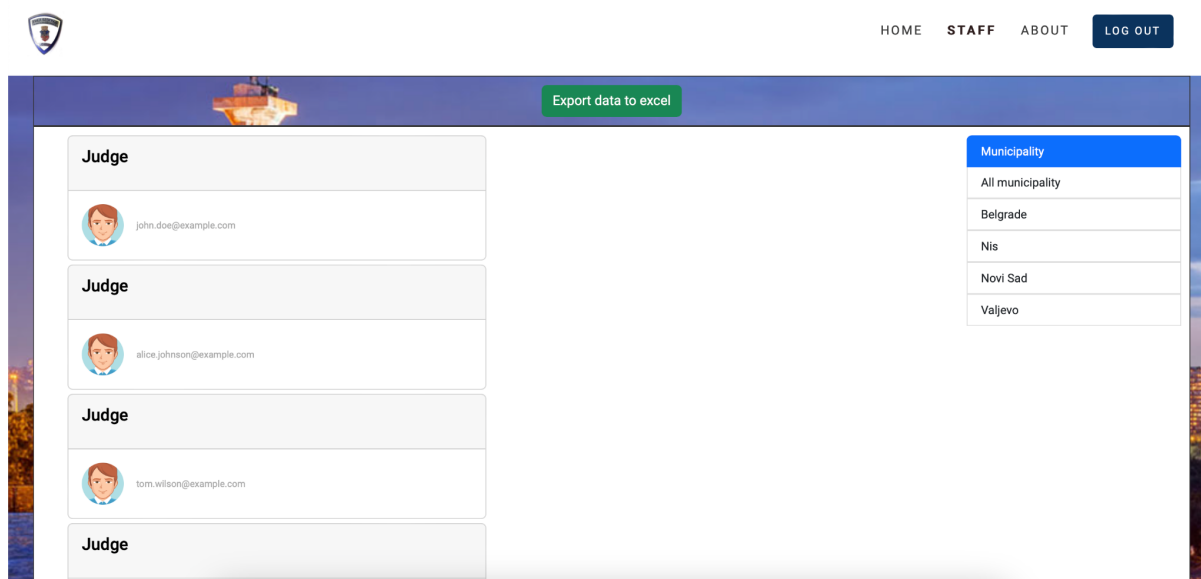 HOME STAFF ABOUT LOG OUT
Export data to excel
Judge
john.doe@example.com
Judge
alice.johnson@example.com
Judge
tom.wilson@example.com
Judge
Municipality
All municipality
Belgrade
Nis
Novi Sad
Valjevo